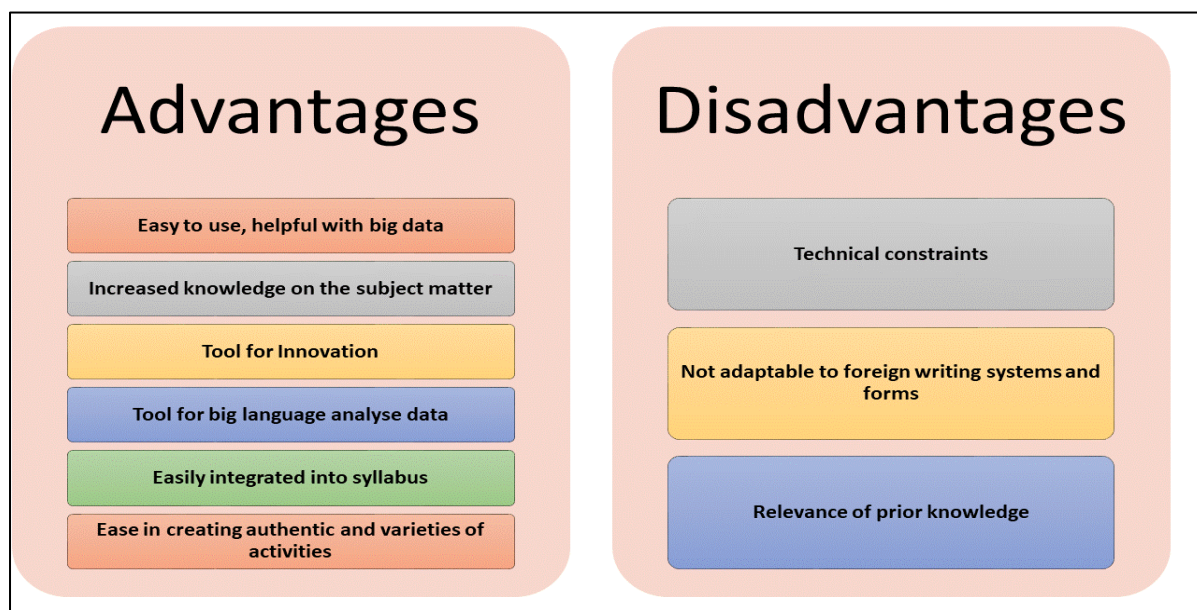 Advantages
Easy to use, helpful with big data
Increased knowledge on the subject matter
Tool for Innovation
Tool for big language analyse data
Easily integrated into syllabus
Ease in creating authentic and varieties of
activities
Disadvantages
Technical constraints
Not adaptable to foreign writing systems and
forms
Relevance of prior knowledge